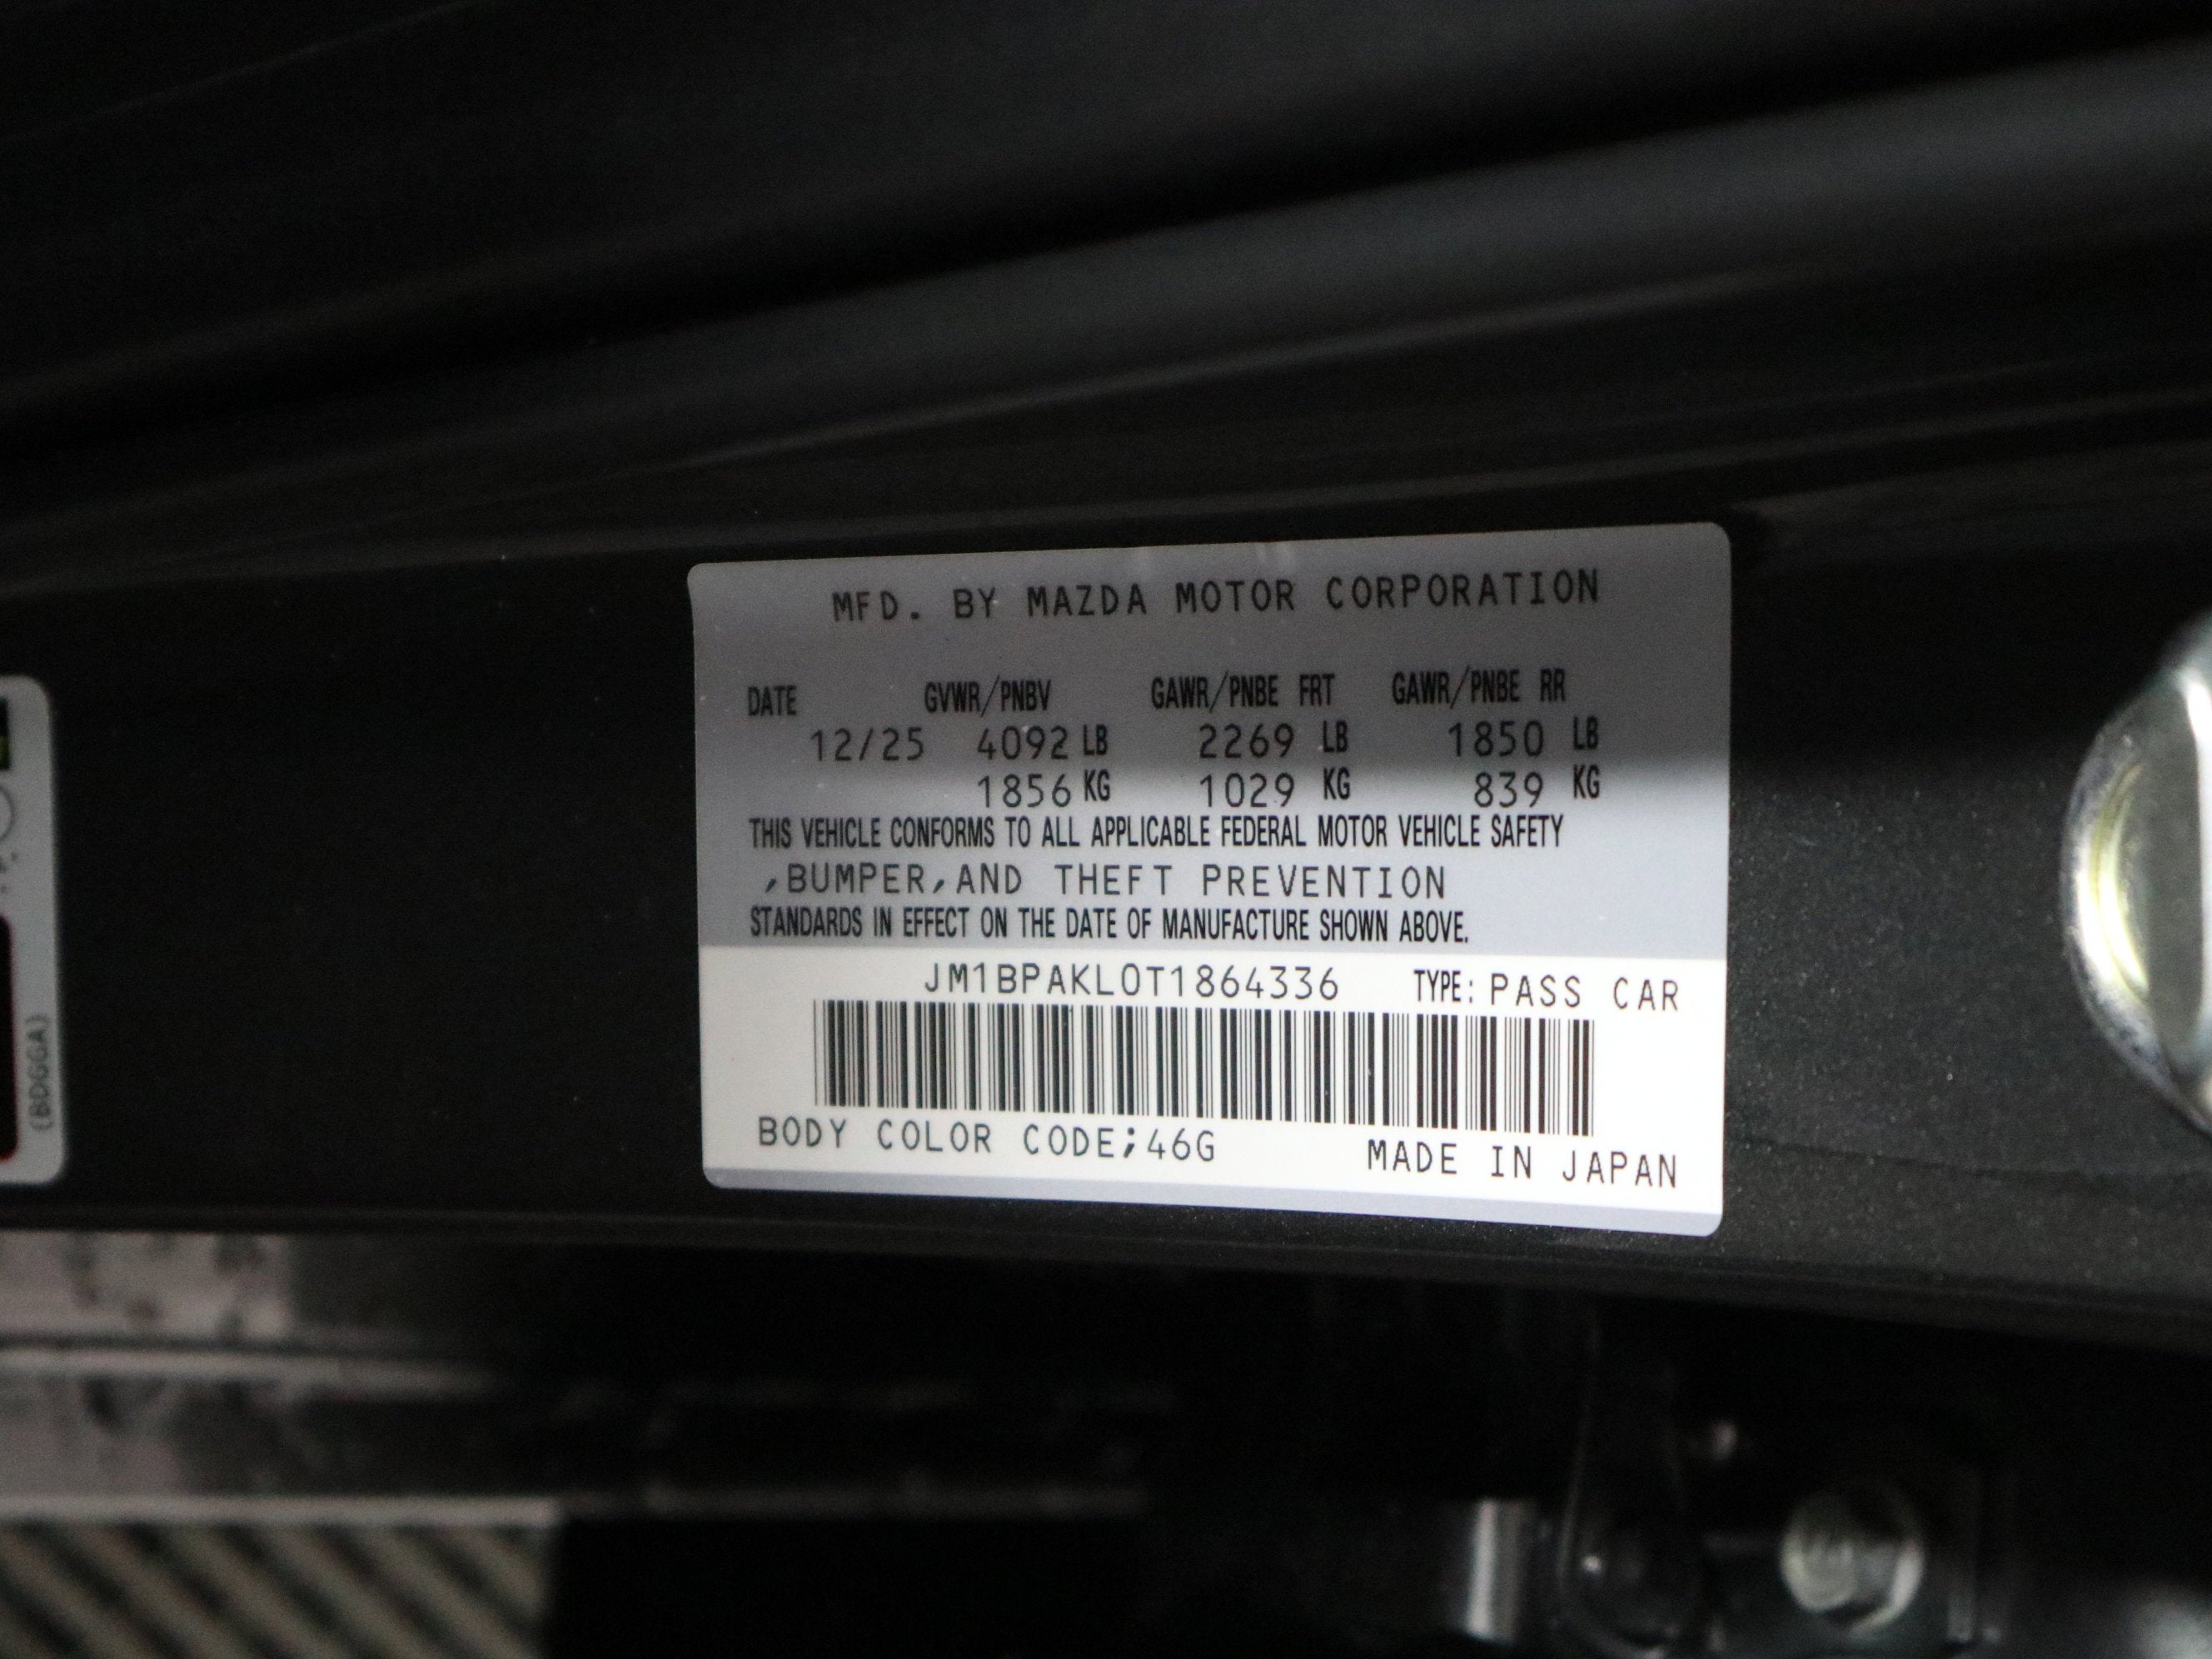 MFD. BY MAZDA MOTOR CORPORATION
DATE GVWR/PNBV GAWR/PNBE FRT GAWR/PNBE RR
12/25 4092 LB 2269 LB 1850 LB
1856 KG 1029 KG 839 KG
THIS VEHICLE CONFORMS TO ALL APPLICABLE FEDERAL MOTOR VEHICLE SAFETY
,BUMPER,AND THEFT PREVENTION
STANDARDS IN EFFECT ON THE DATE OF MANUFACTURE SHOWN ABOVE.
JM1BPAKL0T1864336 TYPE: PASS CAR
BODY COLOR CODE;46G MADE IN JAPAN
(BDGGA)